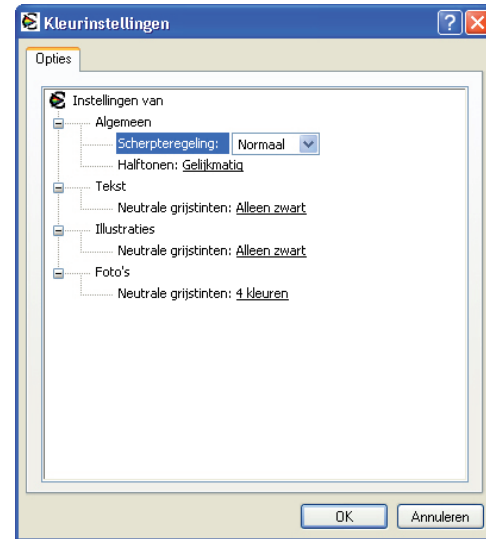 Kleurinstellingen
Opties
Instellingen van
Algemeen
Scherpteregeling: Normaal
Halftonen: Gelijkmatig
Tekst
Neutrale grijstinten: Alleen zwart
Illustraties
Neutrale grijstinten: Alleen zwart
Foto's
Neutrale grijstinten: 4 kleuren
OK Annuleren